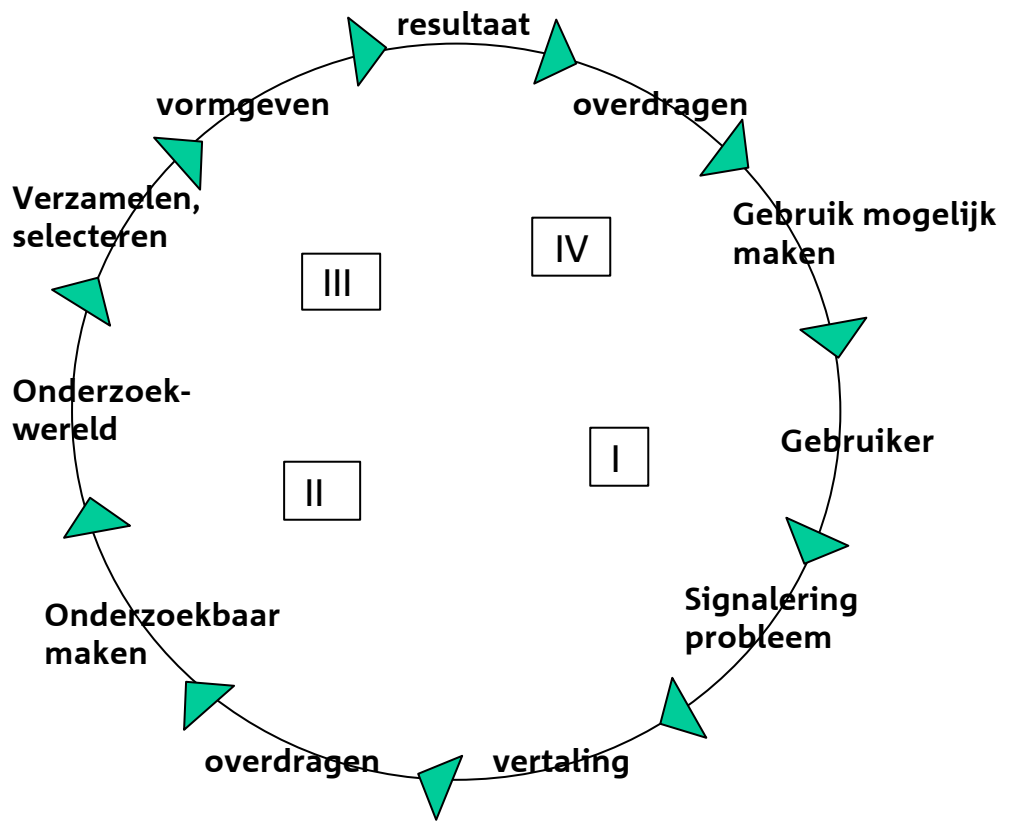 resultaat
vormgeven
overdragen
Verzamelen,
selecteren
Gebruik mogelijk
maken
IV
III
Onderzoek-
wereld
Gebruiker
I
II
Signalering
probleem
Onderzoekbaar
maken
overdragen
vertaling